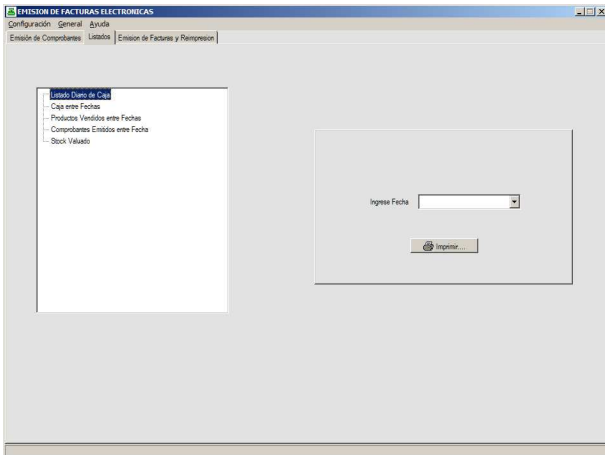 EMISION DE FACTURAS ELECTRONICAS
Configuración General Ayuda
Emisión de Comprobantes Listados Emision de Facturas y Reimpresion
Listado Diario de Caja
Caja entre Fechas
Productos Vendidos entre Fechas
Comprobantes Emitidos entre Fecha
Stock Valuado
Ingrese Fecha
Imprimir....